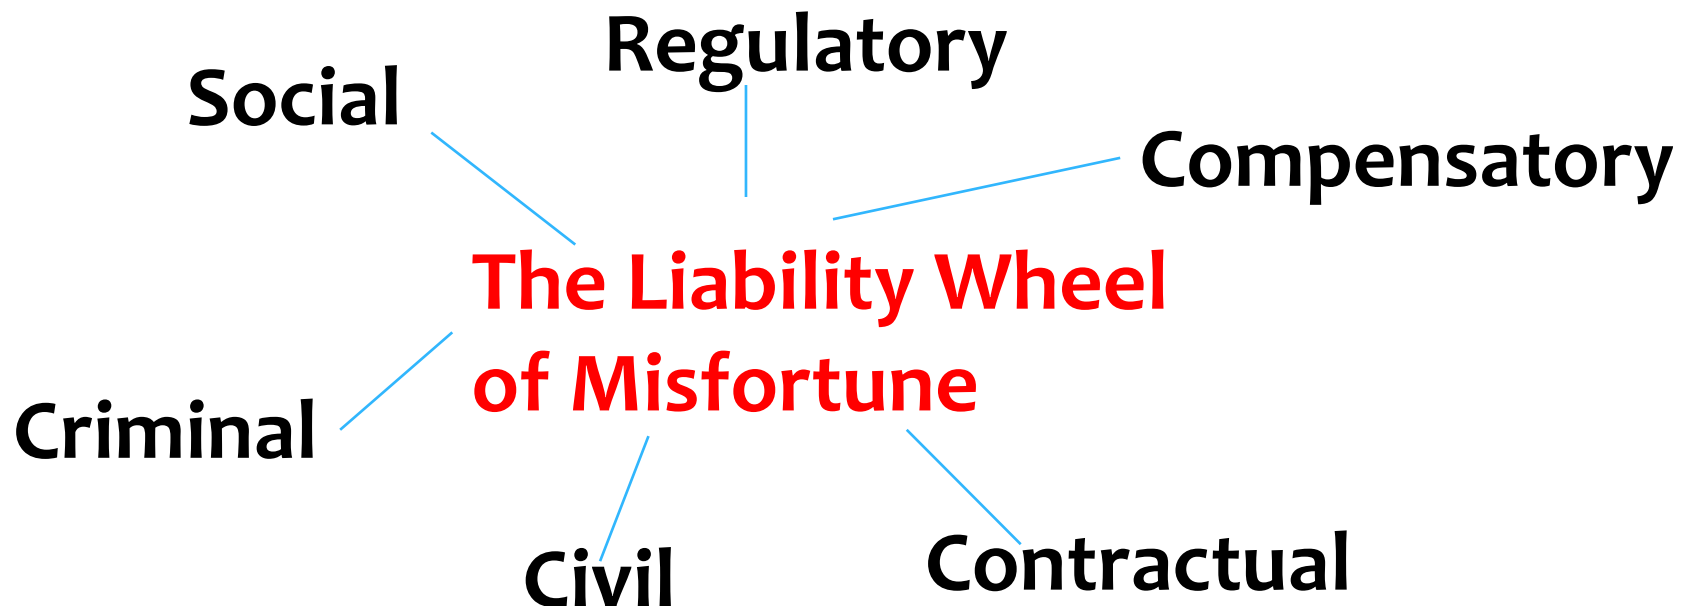 Regulatory
Social
Compensatory
The Liability Wheel
of Misfortune
Criminal
Contractual
Civil